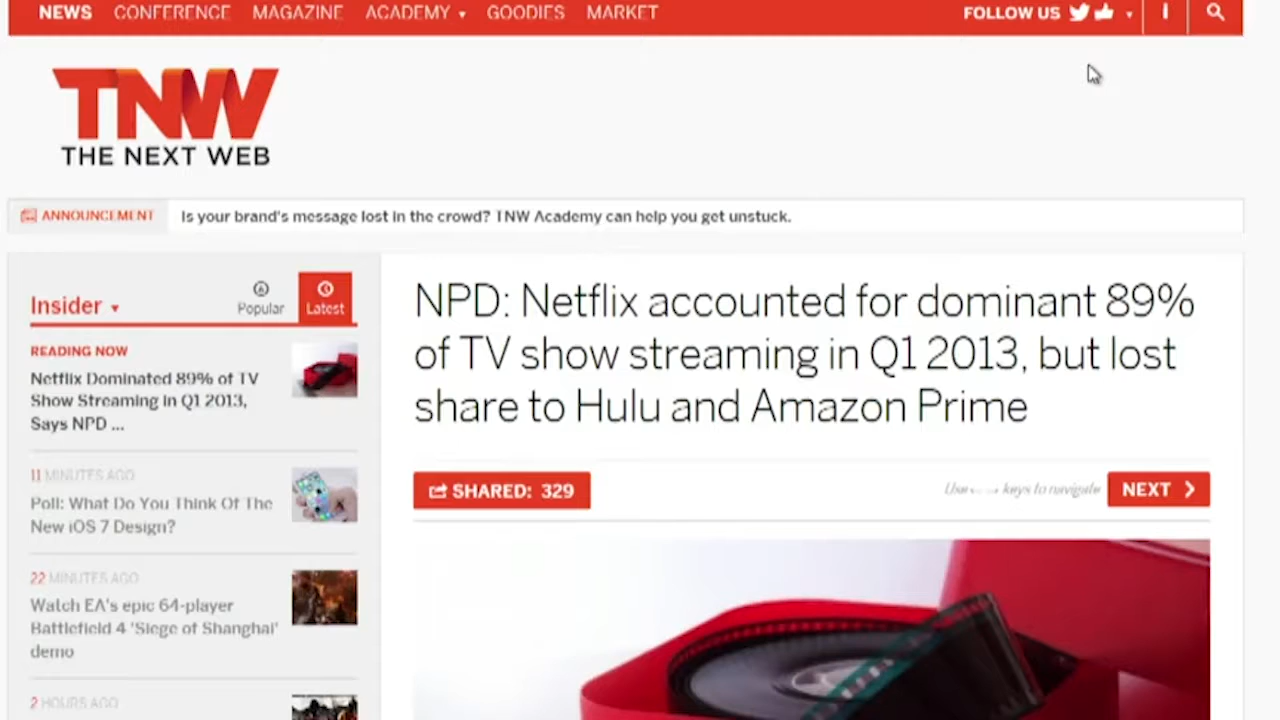 NEWS CONFERENCE MAGAZINE ACADEMY GOODIES MARKET FOLLOW US
TNW
THE NEXT WEB
ANNOUNCEMENT Is your brand's message lost in the crowd? TNW Academy can help you get unstuck.
Insider
Popular
Latest
READING NOW
Netflix Dominated 89% of TV
Show Streaming in Q1 2013,
Says NPD ...
11 MINUTES AGO
Poll: What Do You Think Of The
New iOS 7 Design?
22 MINUTES AGO
Watch EA's epic 64-player
Battlefield 4 'Siege of Shanghai'
demo
2 HOURS AGO
NPD: Netflix accounted for dominant 89%
of TV show streaming in Q1 2013, but lost
share to Hulu and Amazon Prime
SHARED: 329
Use ← → keys to navigate
NEXT